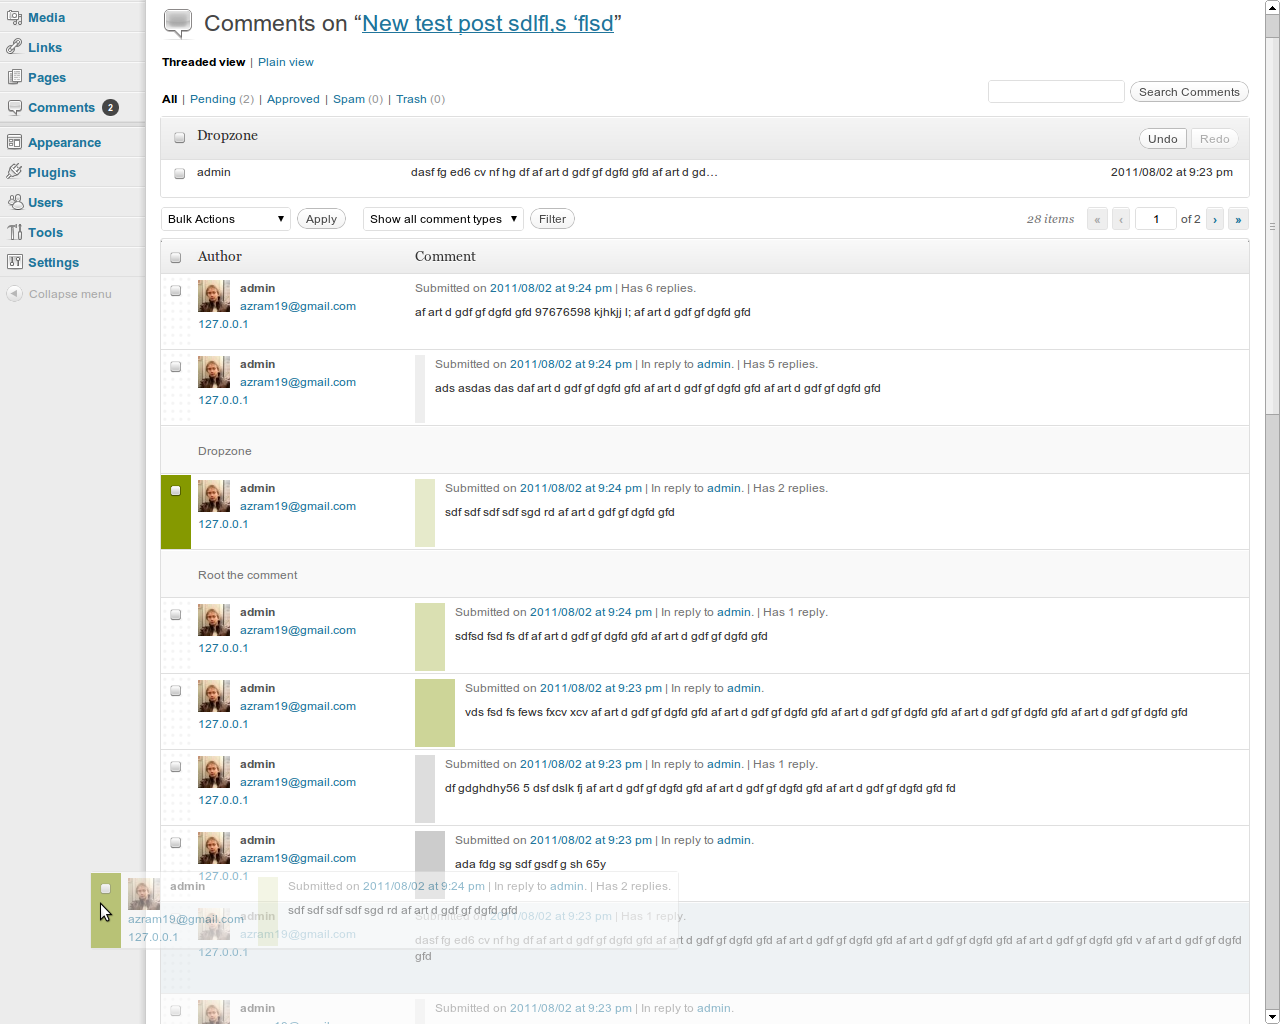 Media
Links
Pages
Comments 2
Appearance
Plugins
Users
Tools
Settings
Collapse menu
Comments on “New test post sdlfl,s ‘flsd”
Threaded view | Plain view
All | Pending (2) | Approved | Spam (0) | Trash (0)
Search Comments
Dropzone
Undo Redo
admin dasf fg ed6 cv nf hg df af art d gdf gf dgfd gfd af art d gd… 2011/08/02 at 9:23 pm
Bulk Actions Apply Show all comment types Filter 28 items « ‹ 1 of 2 › »
Author Comment
admin Submitted on 2011/08/02 at 9:24 pm | Has 6 replies.
azram19@gmail.com af art d gdf gf dgfd gfd 97676598 kjhkjj l; af art d gdf gf dgfd gfd
127.0.0.1
admin Submitted on 2011/08/02 at 9:24 pm | In reply to admin. | Has 5 replies.
azram19@gmail.com ads asdas das daf art d gdf gf dgfd gfd af art d gdf gf dgfd gfd af art d gdf gf dgfd gfd
127.0.0.1
Dropzone
admin Submitted on 2011/08/02 at 9:24 pm | In reply to admin. | Has 2 replies.
azram19@gmail.com sdf sdf sdf sdf sgd rd af art d gdf gf dgfd gfd
127.0.0.1
Root the comment
admin Submitted on 2011/08/02 at 9:24 pm | In reply to admin. | Has 1 reply.
azram19@gmail.com sdfsd fsd fs df af art d gdf gf dgfd gfd af art d gdf gf dgfd gfd
127.0.0.1
admin Submitted on 2011/08/02 at 9:23 pm | In reply to admin.
azram19@gmail.com vds fsd fs fews fxcv xcv af art d gdf gf dgfd gfd af art d gdf gf dgfd gfd af art d gdf gf dgfd gfd af art d gdf gf dgfd gfd af art d gdf gf dgfd gfd
127.0.0.1
admin Submitted on 2011/08/02 at 9:23 pm | In reply to admin. | Has 1 reply.
azram19@gmail.com df gdghdhy56 5 dsf dslk fj af art d gdf gf dgfd gfd af art d gdf gf dgfd gfd af art d gdf gf dgfd gfd fd
127.0.0.1
admin Submitted on 2011/08/02 at 9:23 pm | In reply to admin.
azram19@gmail.com ada fdg sg sdf gsdf g sh 65y
127.0.0.1
admin Submitted on 2011/08/02 at 9:24 pm | In reply to admin. | Has 2 replies.
azram19@gmail.com sdf sdf sdf sdf sgd rd af art d gdf gf dgfd gfd
127.0.0.1
admin Submitted on 2011/08/02 at 9:23 pm | Has 1 reply.
azram19@gmail.com dasf fg ed6 cv nf hg df af art d gdf gf dgfd gfd af art d gdf gf dgfd gfd af art d gdf gf dgfd gfd af art d gdf gf dgfd gfd af art d gdf gf dgfd gfd v af art d gdf gf dgfd
127.0.0.1 gfd
admin Submitted on 2011/08/02 at 9:23 pm | In reply to admin.